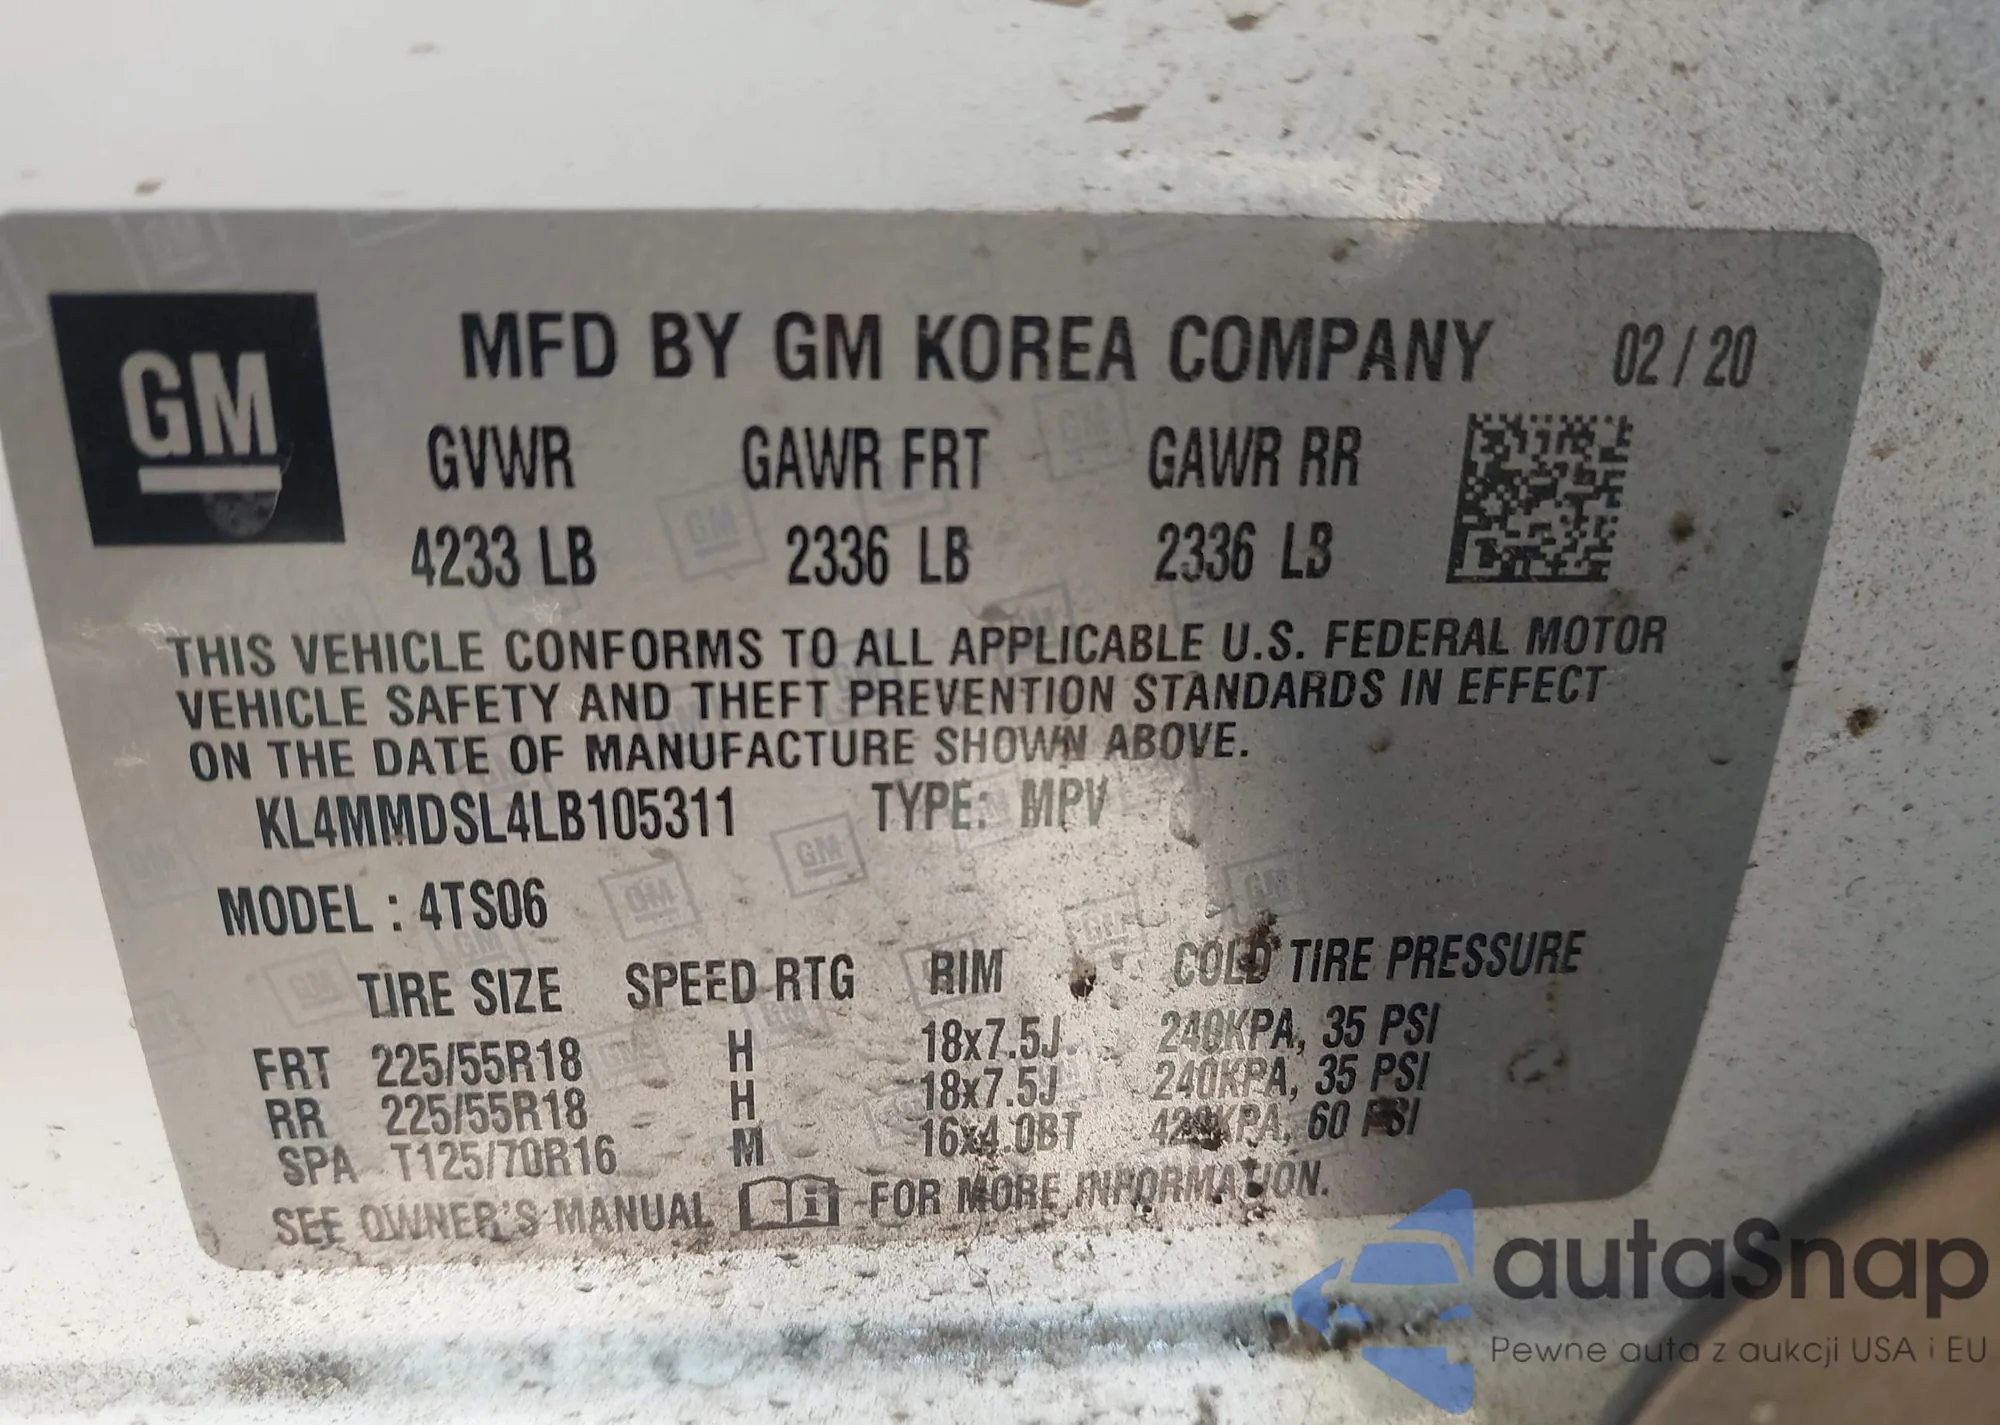 GM
MFD BY GM KOREA COMPANY 02 / 20
GVWR GAWR FRT GAWR RR
4233 LB 2336 LB 2336 LB
THIS VEHICLE CONFORMS TO ALL APPLICABLE U.S. FEDERAL MOTOR
VEHICLE SAFETY AND THEFT PREVENTION STANDARDS IN EFFECT
ON THE DATE OF MANUFACTURE SHOWN ABOVE.
KL4MMDSL4LB105311 TYPE: MPV
MODEL : 4TS06
TIRE SIZE SPEED RTG RIM COLD TIRE PRESSURE
FRT 225/55R18 H 18x7.5J 240KPA, 35 PSI
RR 225/55R18 H 18x7.5J 240KPA, 35 PSI
SPA T125/70R16 M 16x4.0BT 420KPA, 60 PSI
SEE OWNER'S MANUAL i FOR MORE INFORMATION.
autaSnap
Pewne auta z aukcji USA i EU